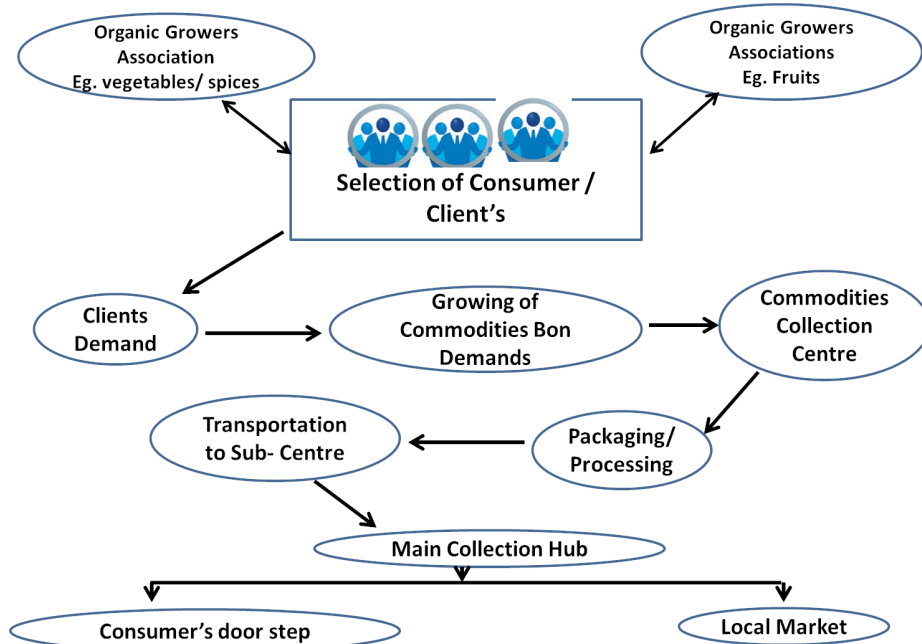 Organic Growers
Association
Eg. vegetables/ spices
Organic Growers
Associations
Eg. Fruits
Selection of Consumer /
Client’s
Clients
Demand
Growing of
Commodities Bon
Demands
Commodities
Collection
Centre
Transportation
to Sub- Centre
Packaging/
Processing
Main Collection Hub
Consumer’s door step
Local Market